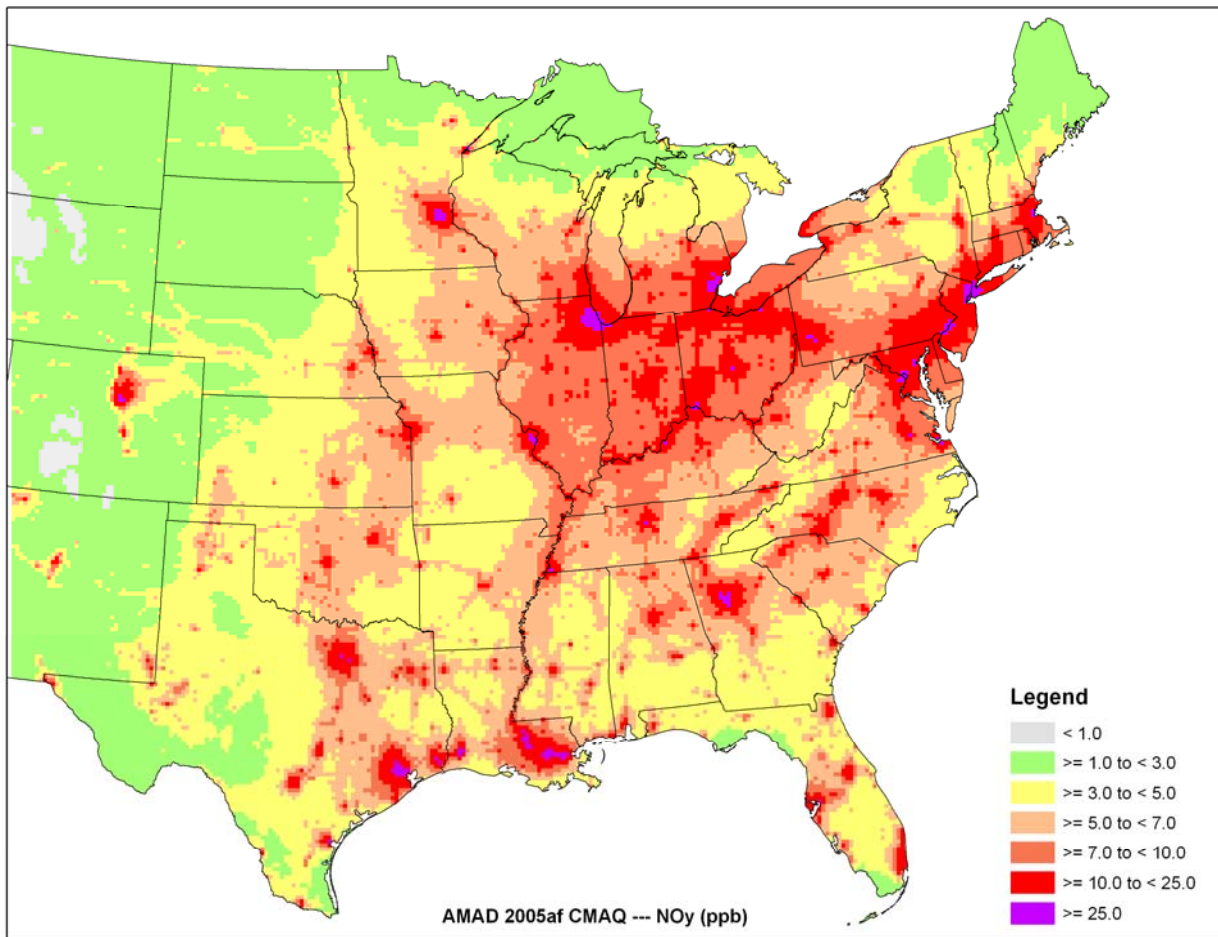 Legend
< 1.0
>= 1.0 to < 3.0
>= 3.0 to < 5.0
>= 5.0 to < 7.0
>= 7.0 to < 10.0
>= 10.0 to < 25.0
>= 25.0
AMAD 2005af CMAQ --- NOy (ppb)